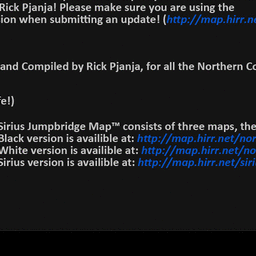 Rick Pjanja! Please make sure you are using the
ion when submitting an update! (http://map.hirr.n
and Compiled by Rick Pjanja, for all the Northern Co
e!)
Sirius Jumpbridge Map™ consists of three maps, the
Black version is availible at: http://map.hirr.net/nor
White version is availible at: http://map.hirr.net/no
Sirius version is availible at: http://map.hirr.net/siri